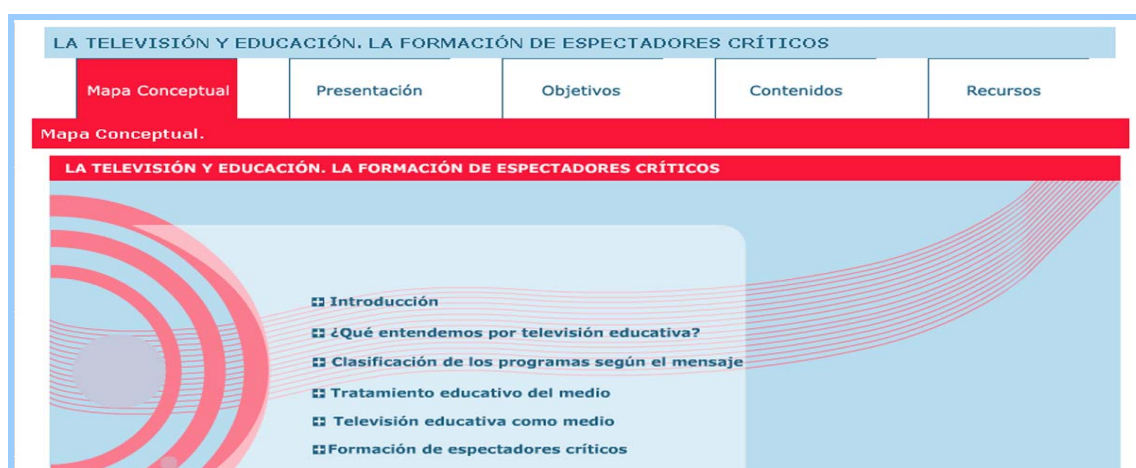 LA TELEVISIÓN Y EDUCACIÓN. LA FORMACIÓN DE ESPECTADORES CRÍTICOS
Mapa Conceptual Presentación Objetivos Contenidos Recursos
Mapa Conceptual.
LA TELEVISIÓN Y EDUCACIÓN. LA FORMACIÓN DE ESPECTADORES CRÍTICOS
Introducción
¿Qué entendemos por televisión educativa?
Clasificación de los programas según el mensaje
Tratamiento educativo del medio
Televisión educativa como medio
Formación de espectadores críticos